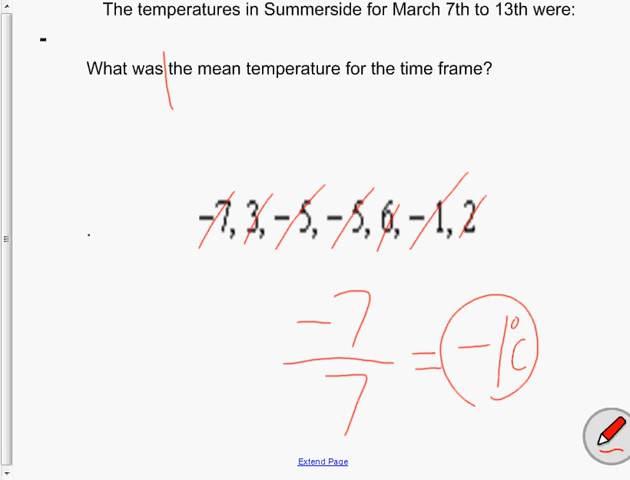 The temperatures in Summerside for March 7th to 13th were:
-
What was the mean temperature for the time frame?
-7, 3, -5, -5, 6, -1, 2
-7
7
= -1°C
Extend Page